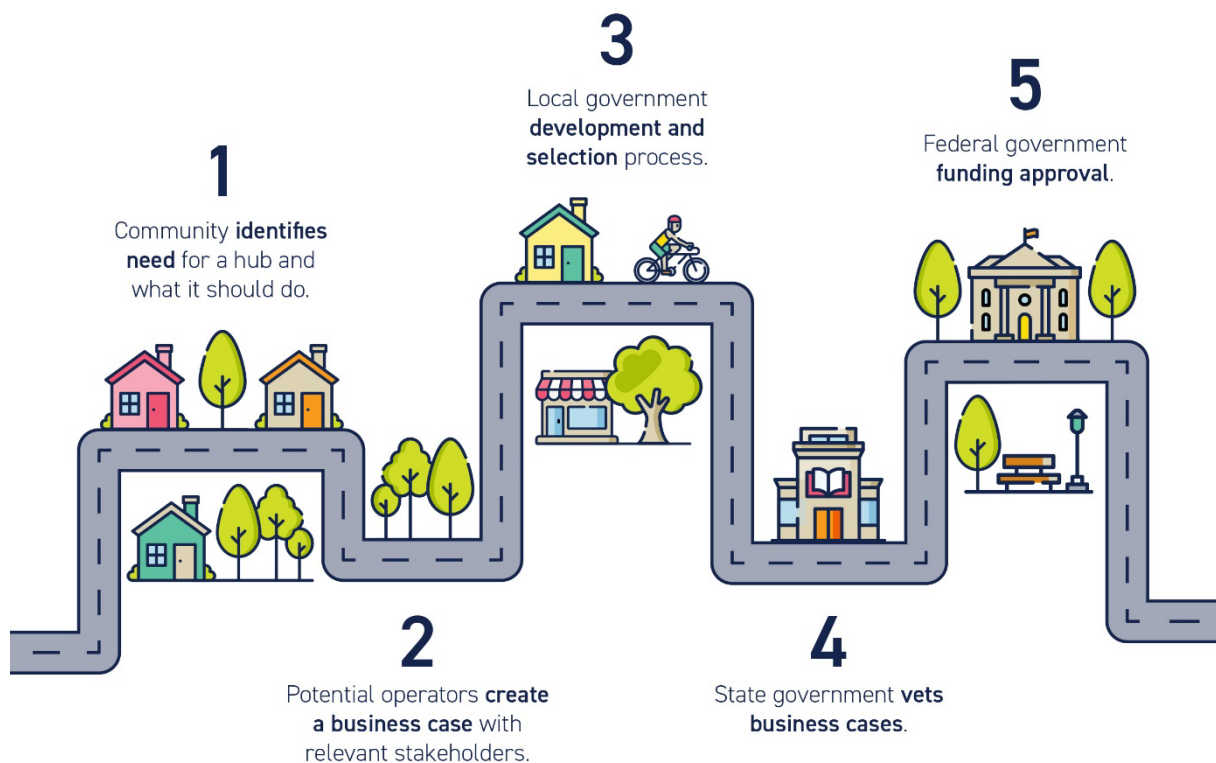 1
Community identifies
need for a hub and
what it should do.
2
Potential operators create
a business case with
relevant stakeholders.
3
Local government
development and
selection process.
4
State government vets
business cases.
5
Federal government
funding approval.